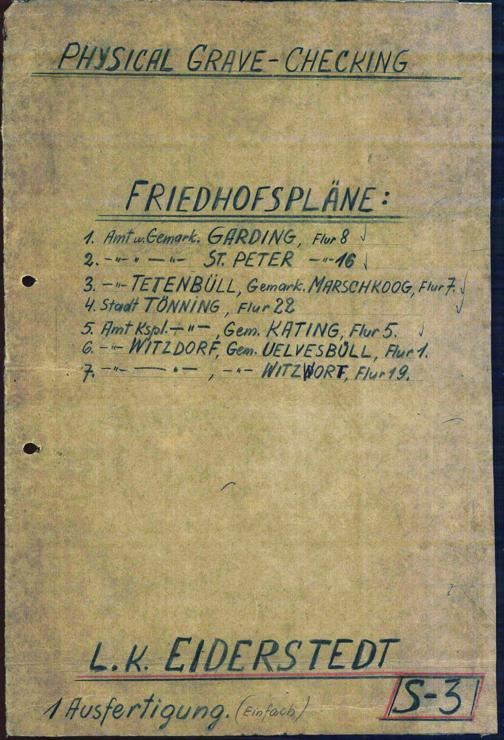 PHYSICAL GRAVE-CHECKING
FRIEDHOFSPLÄNE:
1. Amt u. Gemark. GARDING, Flur 8
2. -"- " -"- ST. PETER -"- 16
3. -"- TETENBÜLL, Gemark. MARSCHKOOG, Flur 7.
4. Stadt TÖNNING, Flur 22
5. Amt Kspl. -"-, Gem. KATING, Flur 5.
6. -"- WITZDORF, Gem. UELVESBÜLL, Flur 1.
7. -"- -"-, -"- WITZWORT, Flur 19.
L.K. EIDERSTEDT
1 Ausfertigung. (Einfach)
S-3